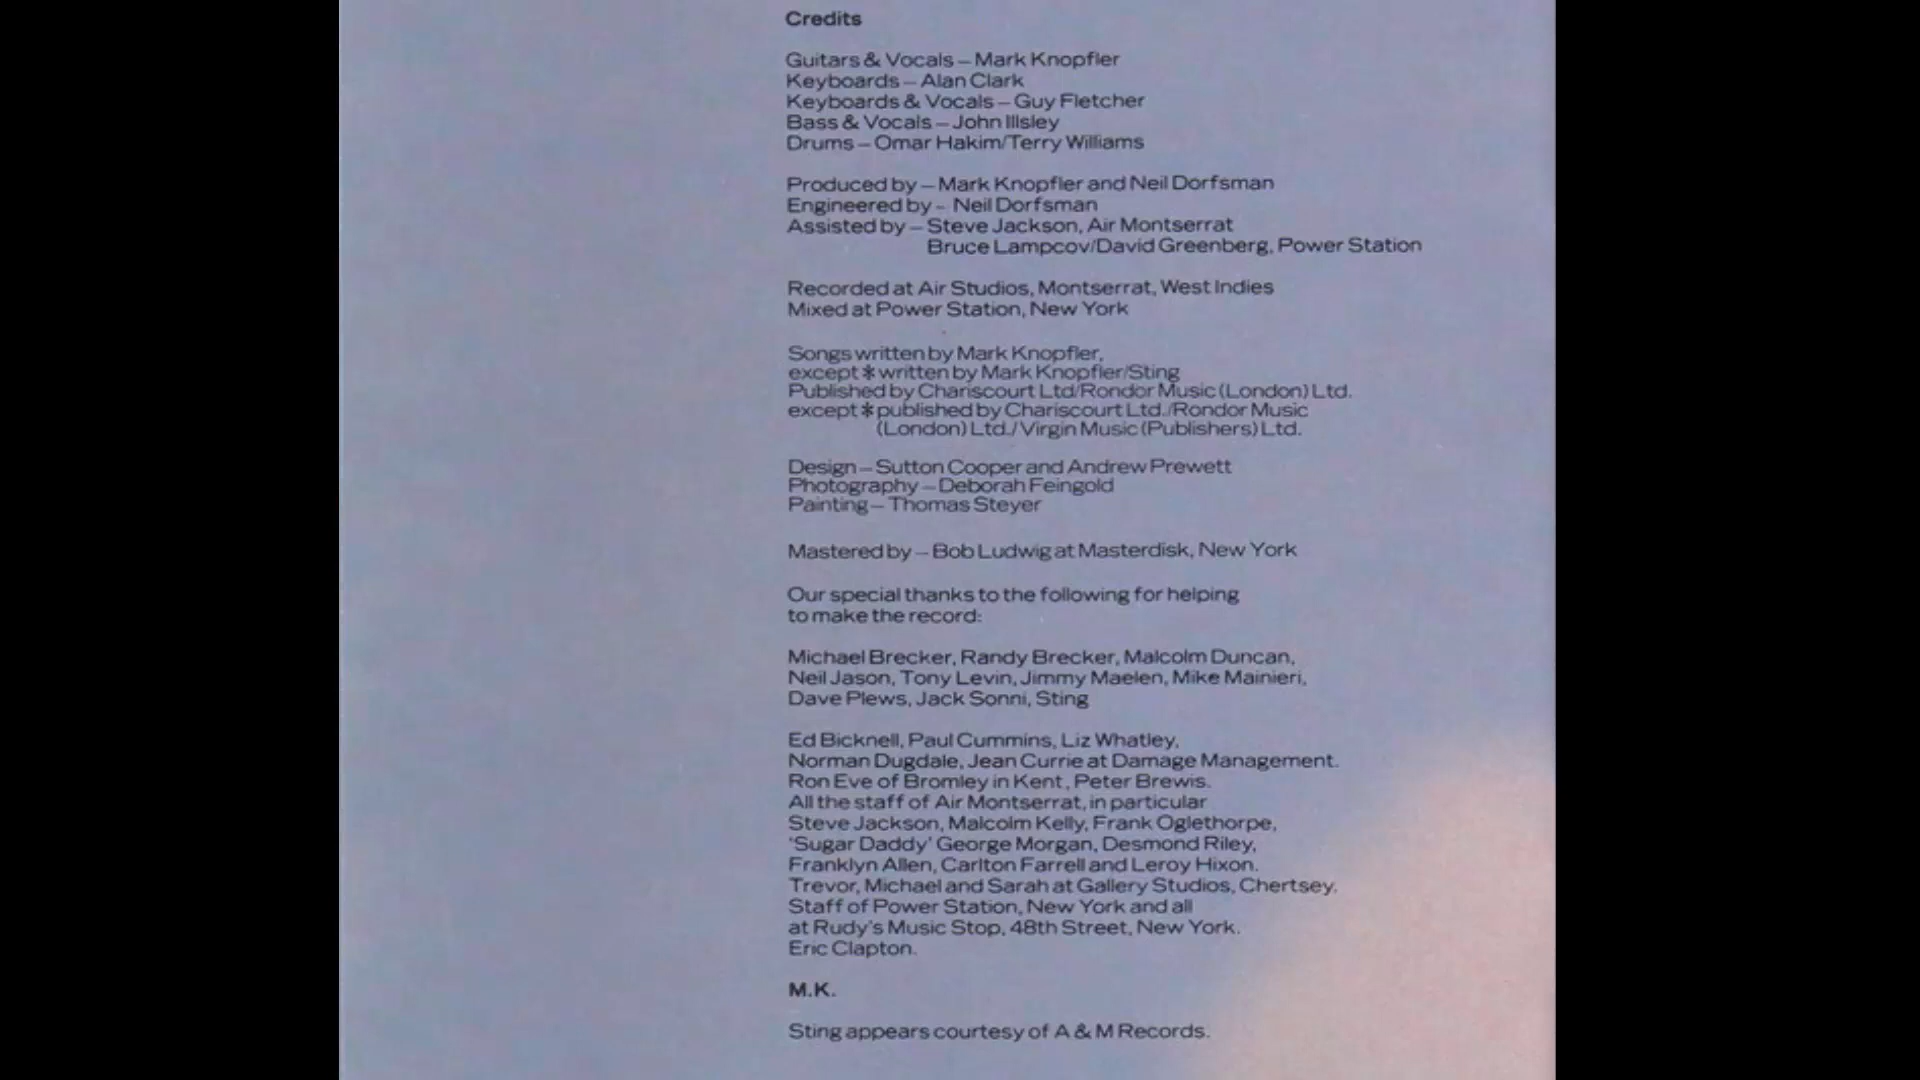 Credits
Guitars & Vocals – Mark Knopfler
Keyboards – Alan Clark
Keyboards & Vocals – Guy Fletcher
Bass & Vocals – John Illsley
Drums – Omar Hakim/Terry Williams
Produced by – Mark Knopfler and Neil Dorfsman
Engineered by – Neil Dorfsman
Assisted by – Steve Jackson, Air Montserrat
Bruce Lampcov/David Greenberg, Power Station
Recorded at Air Studios, Montserrat, West Indies
Mixed at Power Station, New York
Songs written by Mark Knopfler,
except * written by Mark Knopfler/Sting
Published by Chariscourt Ltd/Rondor Music (London) Ltd.
except * published by Chariscourt Ltd./Rondor Music
(London) Ltd./Virgin Music (Publishers) Ltd.
Design – Sutton Cooper and Andrew Prewett
Photography – Deborah Feingold
Painting – Thomas Steyer
Mastered by – Bob Ludwig at Masterdisk, New York
Our special thanks to the following for helping
to make the record:
Michael Brecker, Randy Brecker, Malcolm Duncan,
Neil Jason, Tony Levin, Jimmy Maelen, Mike Mainieri,
Dave Plews, Jack Sonni, Sting
Ed Bicknell, Paul Cummins, Liz Whatley,
Norman Dugdale, Jean Currie at Damage Management.
Ron Eve of Bromley in Kent, Peter Brewis.
All the staff of Air Montserrat, in particular
Steve Jackson, Malcolm Kelly, Frank Oglethorpe,
'Sugar Daddy' George Morgan, Desmond Riley,
Franklyn Allen, Carlton Farrell and Leroy Hixon.
Trevor, Michael and Sarah at Gallery Studios, Chertsey.
Staff of Power Station, New York and all
at Rudy's Music Stop, 48th Street, New York.
Eric Clapton.
M.K.
Sting appears courtesy of A & M Records.